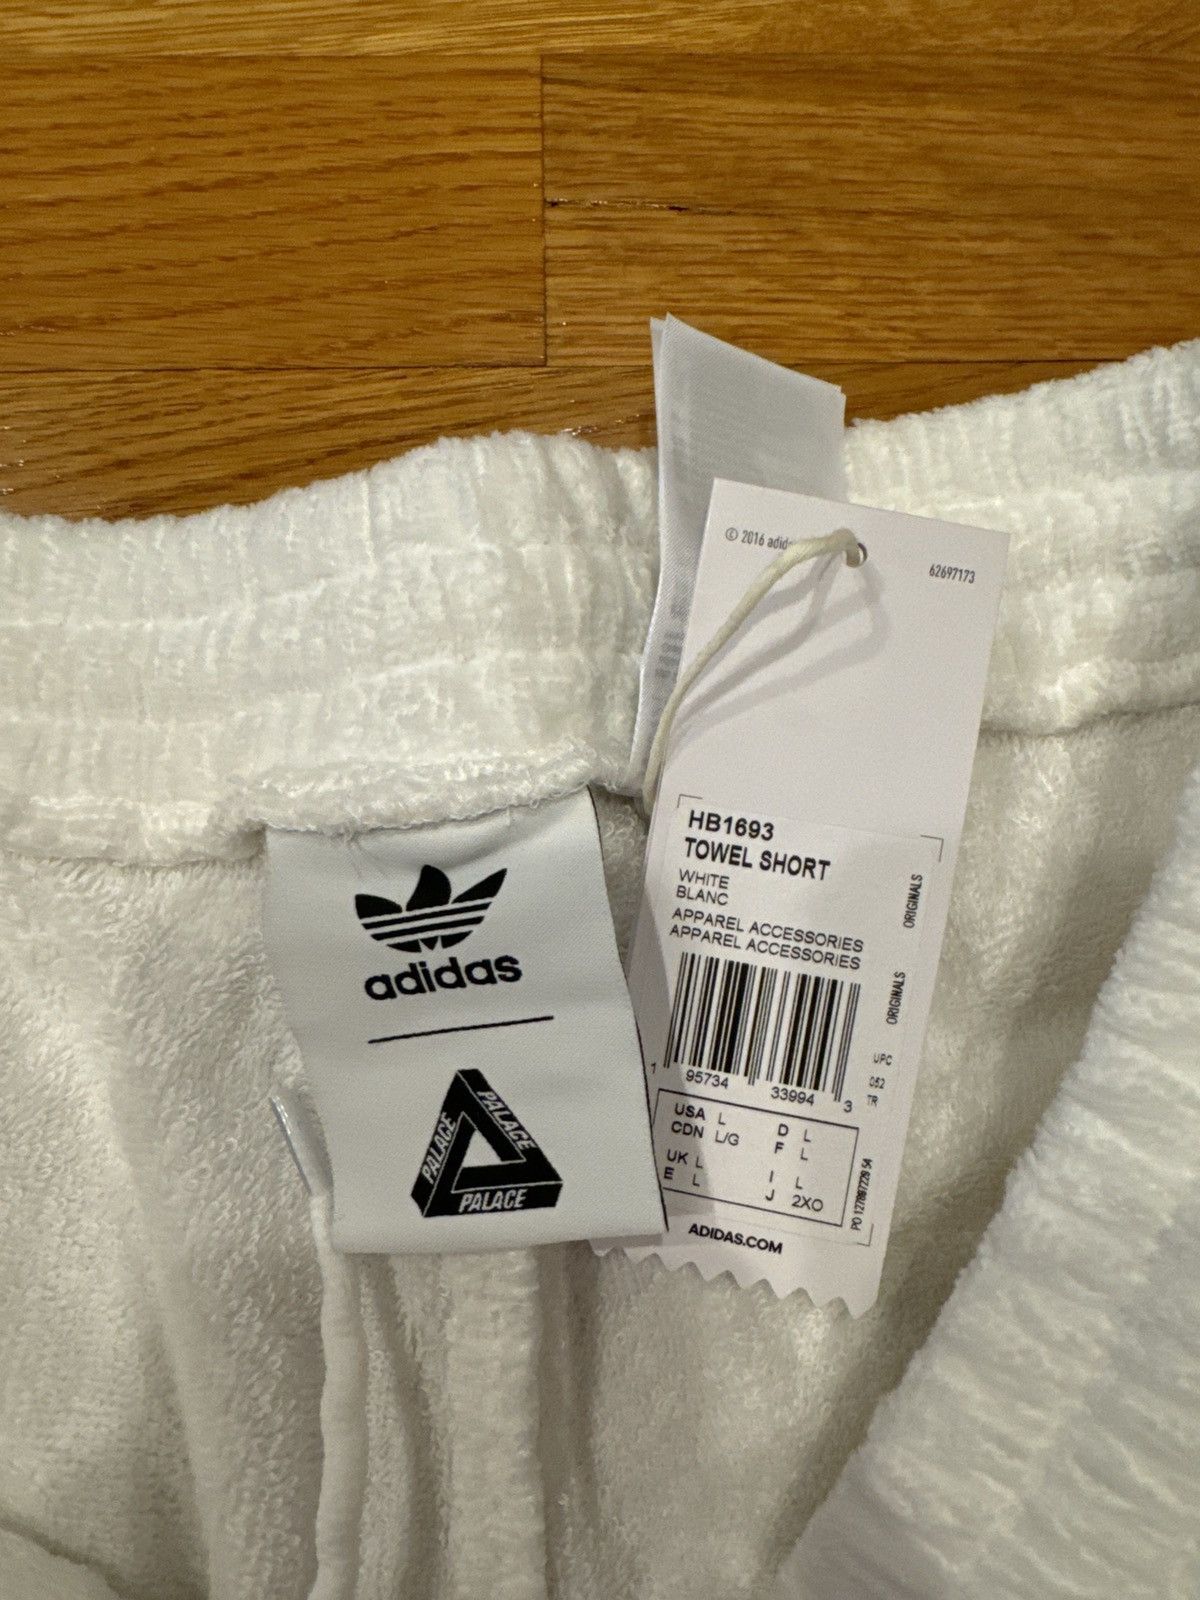 © 2016 adid
62697173
HB1693
TOWEL SHORT
WHITE
BLANC
APPAREL ACCESSORIES
APPAREL ACCESSORIES
ORIGINALS
ORIGINALS
1 95734 33994 3
UPC
052
TR
USA L D L
CDN L/G F L
UK L I L
E L J 2XO
ADIDAS.COM
adidas
PALACE
PALACE
PALACE